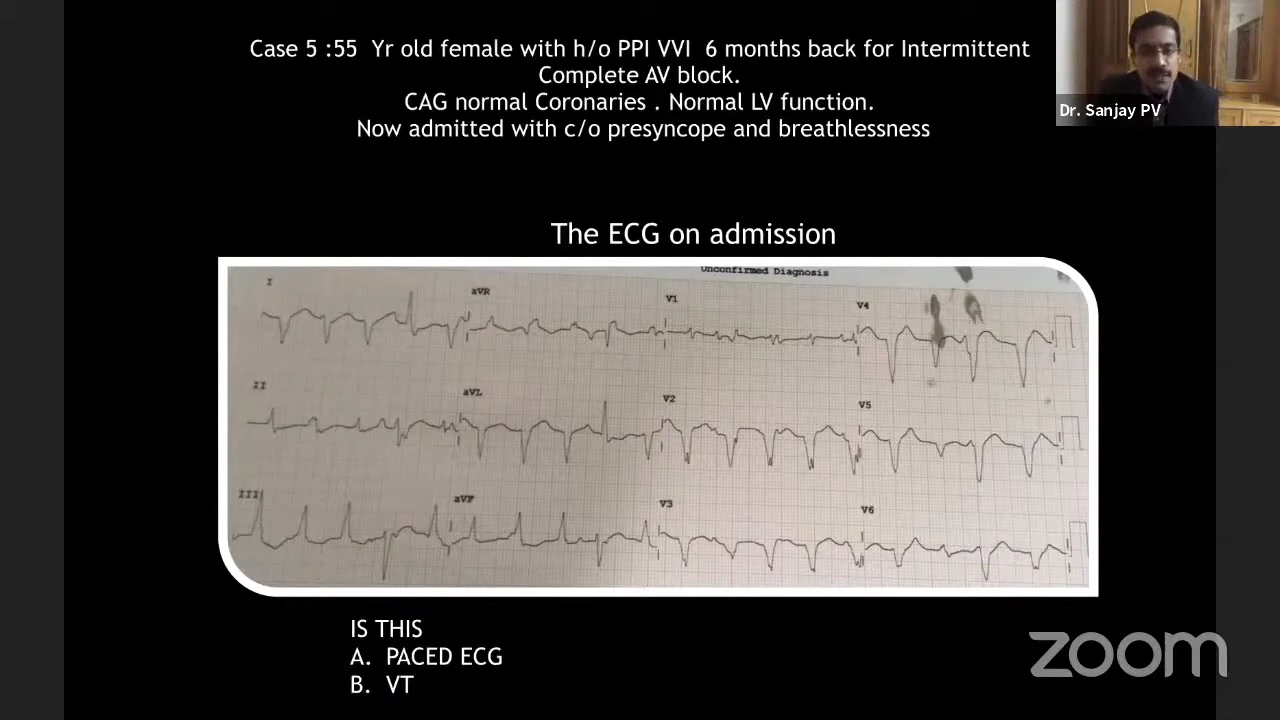 Case 5 :55 Yr old female with h/o PPI VVI 6 months back for Intermittent
Complete AV block.
CAG normal Coronaries . Normal LV function.
Now admitted with c/o presyncope and breathlessness
Dr. Sanjay PV
The ECG on admission
Unconfirmed Diagnosis
I
aVR
V1
V4
II
aVL
V2
V5
III
aVF
V3
V6
IS THIS
A. PACED ECG
B. VT
zoom